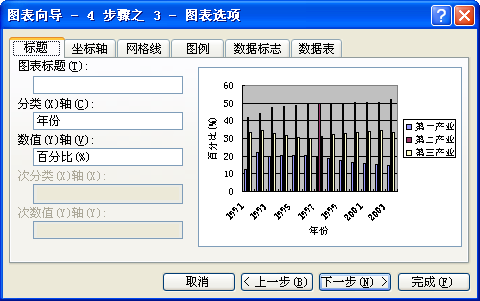 图表向导 - 4 步骤之 3 - 图表选项
标题 坐标轴 网格线 图例 数据标志 数据表
图表标题(T):
分类(X)轴(C):
年份
数值(Y)轴(V):
百分比(%)
次分类(X)轴(X):
次数值(Y)轴(Y):
60
50
40
30
20
10
0
百分比(%)
1991 1993 1995 1997 1999 2001 2003
年份
第一产业
第二产业
第三产业
取消 < 上一步(B) 下一步(N) > 完成(F)